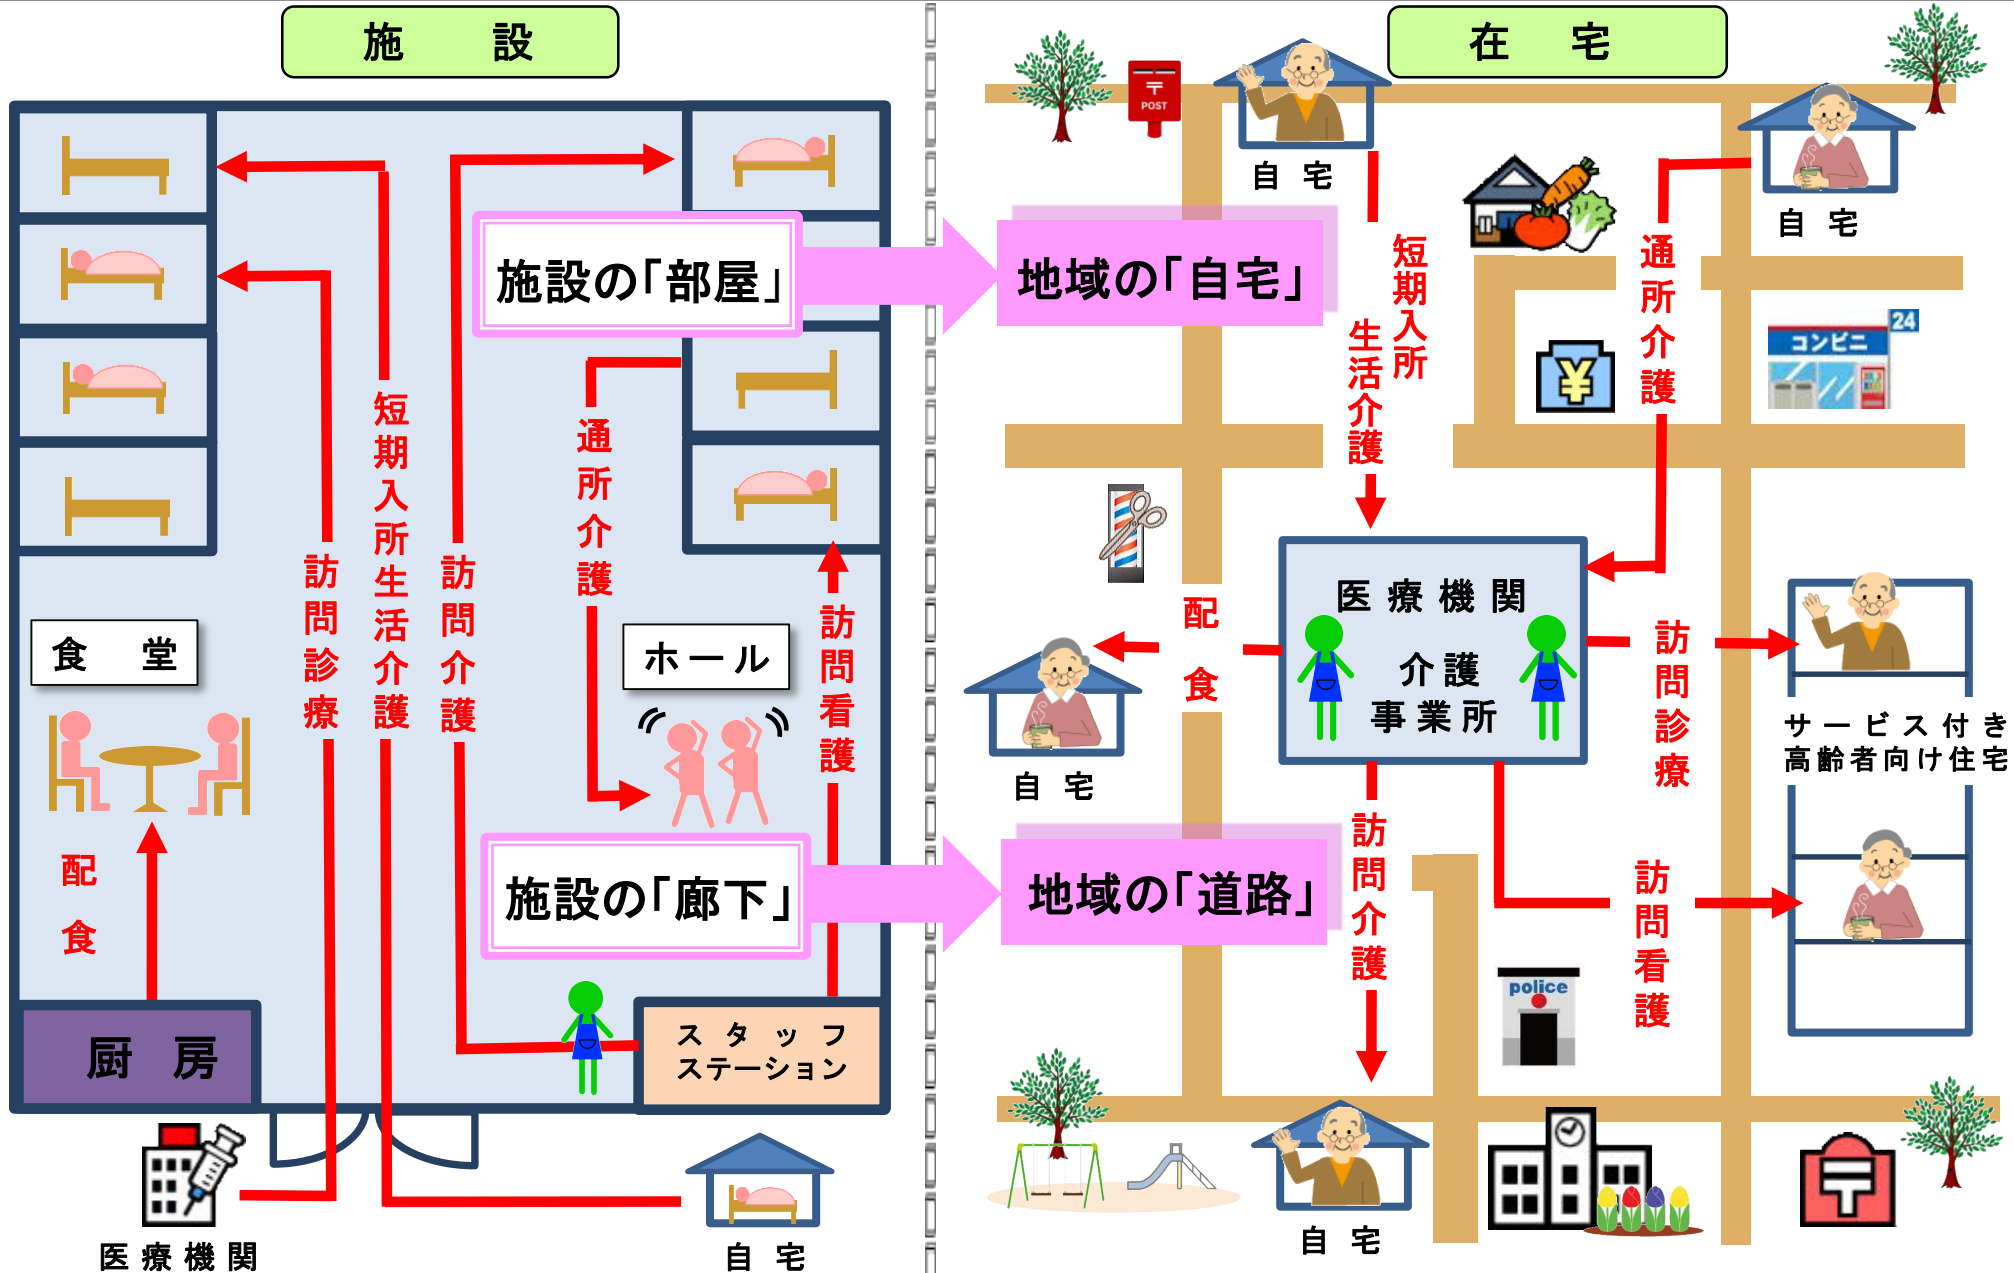 施設
在宅
POST
自宅
自宅
施設の「部屋」
地域の「自宅」
短期入所
生活介護
通所介護
24
コンビニ
¥
短期入所生活介護
訪問診療
訪問介護
通所介護
訪問看護
食堂
ホール
配食
配食
医療機関
介護
事業所
訪問診療
サービス付き
高齢者向け住宅
自宅
施設の「廊下」
地域の「道路」
訪問介護
訪問看護
police
厨房
スタッフ
ステーション
医療機関
自宅
自宅